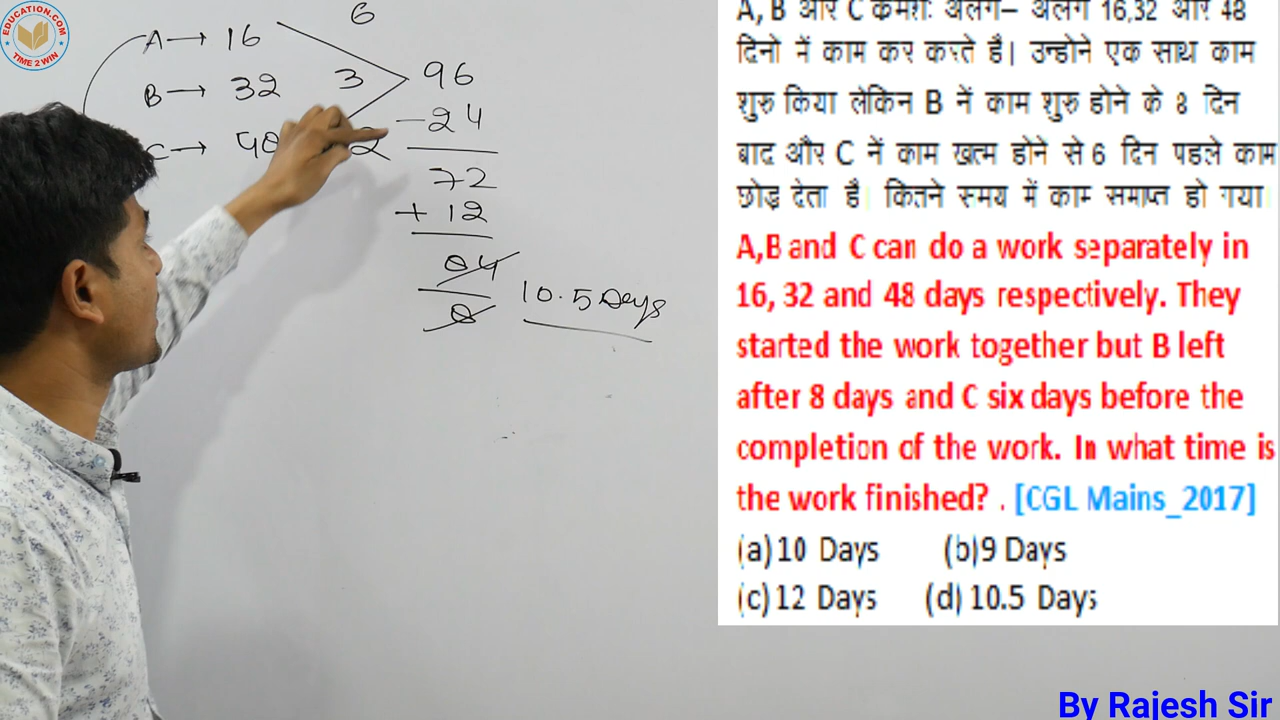 EDUCATION.COM
TIME 2 WIN
6
A → 16
B → 32 3 96
C → 48 2 -24
72
+ 12
84
8
10.5 Days
A, B और C क्रमशः अलग– अलग 16,32 और 48
दिनो में काम कर करते है। उन्होने एक साथ काम
शुरु किया लेकिन B नें काम शुरु होने के 8 दिन
बाद और C नें काम खत्म होने से 6 दिन पहले काम
छोड़ देता है। कितने समय में काम समाप्त हो गया
A,B and C can do a work separately in
16, 32 and 48 days respectively. They
started the work together but B left
after 8 days and C six days before the
completion of the work. In what time is
the work finished? . [CGL Mains_2017]
(a)10 Days (b)9 Days
(c)12 Days (d) 10.5 Days
By Rajesh Sir